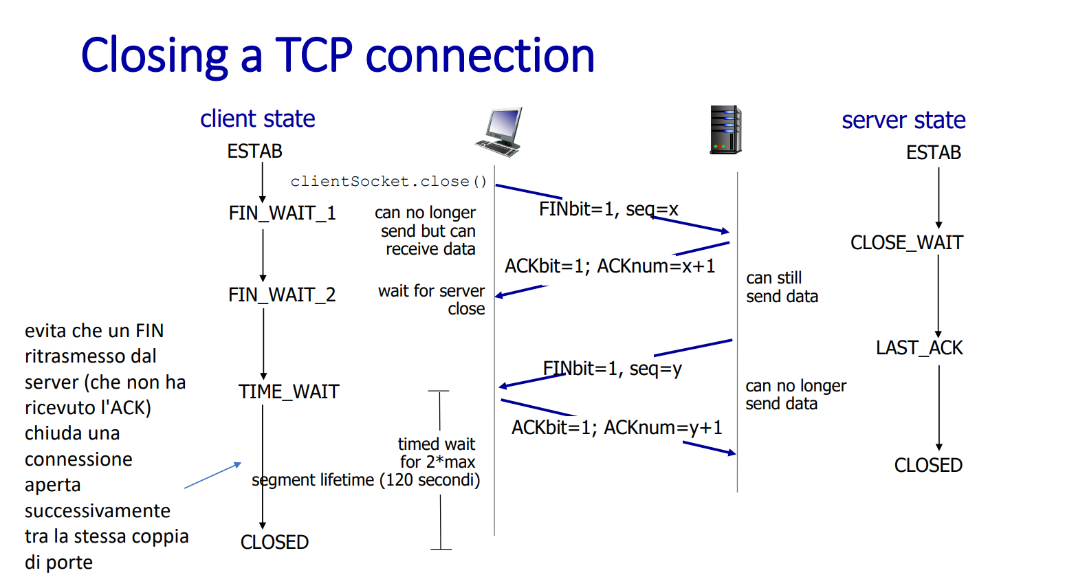 Closing a TCP connection
client state
server state
ESTAB
ESTAB
clientSocket.close()
FIN_WAIT_1
can no longer
send but can
receive data
FINbit=1, seq=x
CLOSE_WAIT
ACKbit=1; ACKnum=x+1
FIN_WAIT_2
wait for server
close
can still
send data
evita che un FIN
ritrasmesso dal
server (che non ha
ricevuto l'ACK)
chiuda una
connessione
aperta
successivamente
tra la stessa coppia
di porte
LAST_ACK
FINbit=1, seq=y
TIME_WAIT
can no longer
send data
ACKbit=1; ACKnum=y+1
timed wait
for 2*max
segment lifetime (120 secondi)
CLOSED
CLOSED